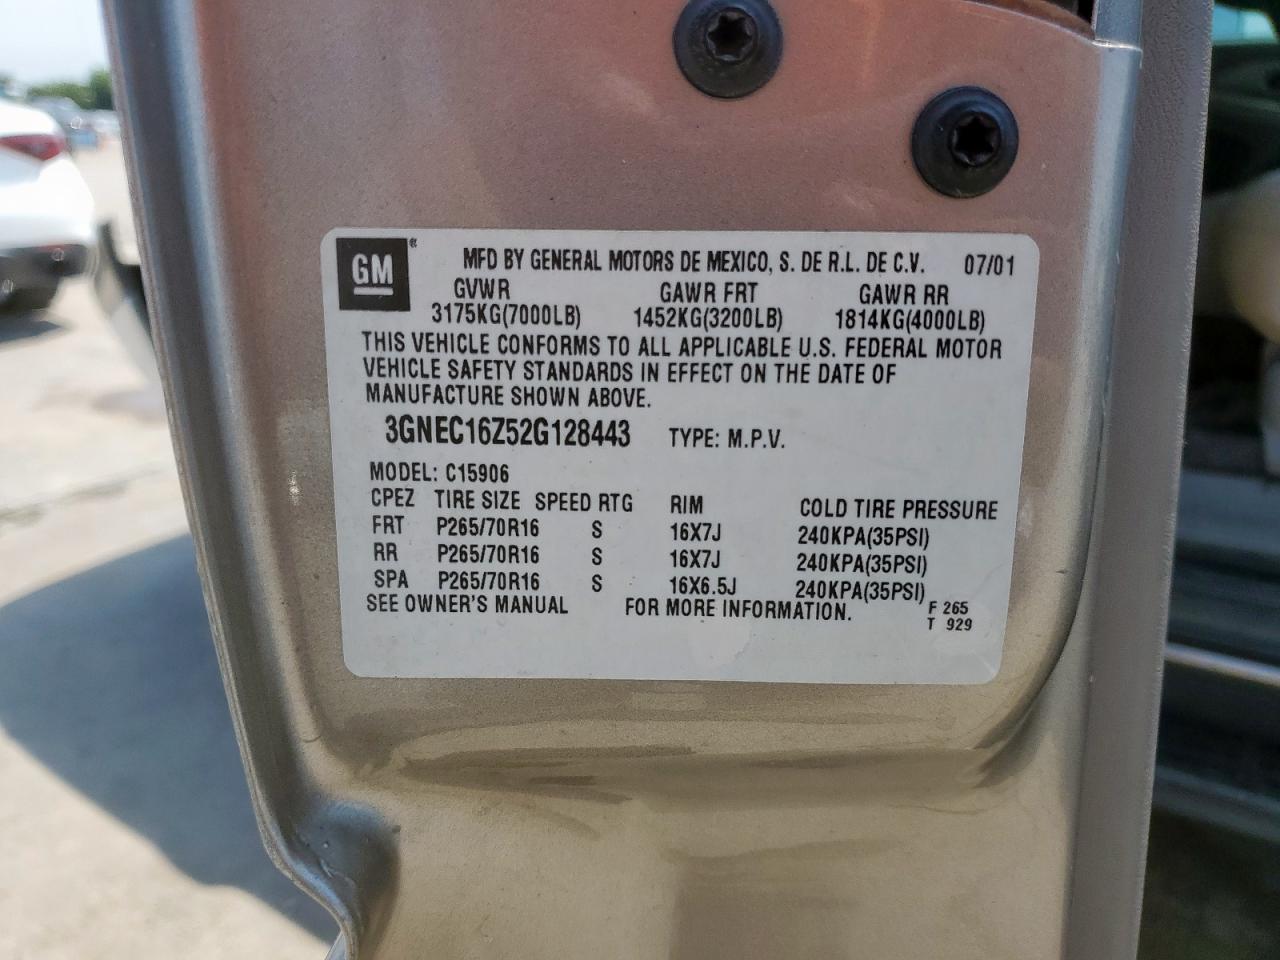 GM®
MFD BY GENERAL MOTORS DE MEXICO, S. DE R.L. DE C.V. 07/01
GVWR GAWR FRT GAWR RR
3175KG(7000LB) 1452KG(3200LB) 1814KG(4000LB)
THIS VEHICLE CONFORMS TO ALL APPLICABLE U.S. FEDERAL MOTOR
VEHICLE SAFETY STANDARDS IN EFFECT ON THE DATE OF
MANUFACTURE SHOWN ABOVE.
3GNEC16Z52G128443 TYPE: M.P.V.
MODEL: C15906
CPEZ TIRE SIZE SPEED RTG RIM COLD TIRE PRESSURE
FRT P265/70R16 S 16X7J 240KPA(35PSI)
RR P265/70R16 S 16X7J 240KPA(35PSI)
SPA P265/70R16 S 16X6.5J 240KPA(35PSI)
SEE OWNER'S MANUAL FOR MORE INFORMATION.
F 265
T 929